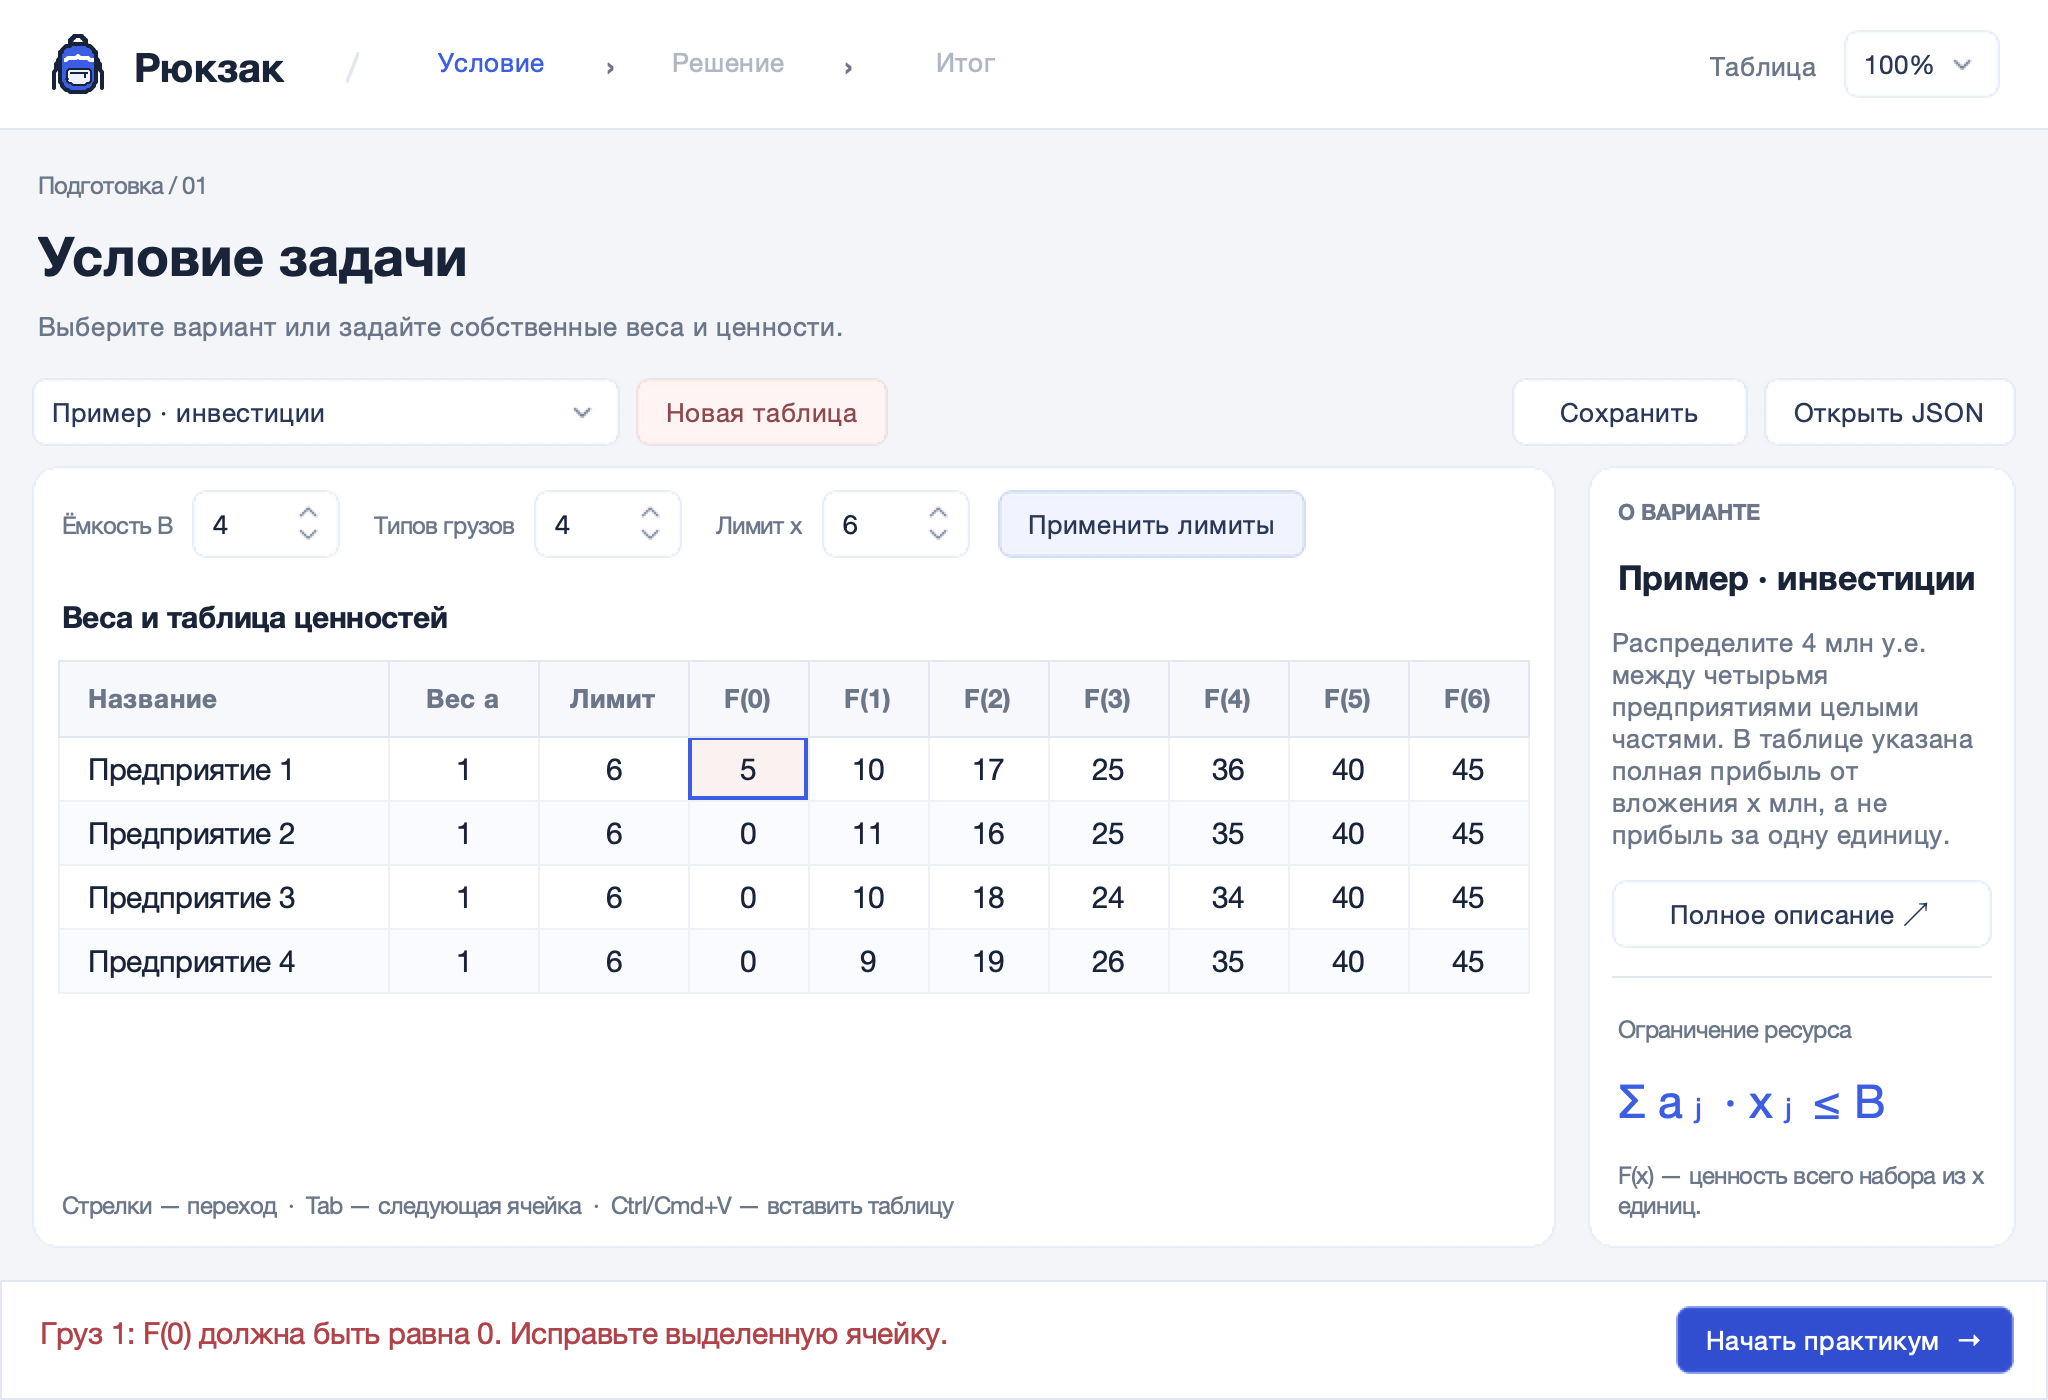 Рюкзак / Условие › Решение › Итог Таблица 100%
Подготовка / 01
Условие задачи
Выберите вариант или задайте собственные веса и ценности.
Пример · инвестиции Новая таблица Сохранить Открыть JSON
Ёмкость B 4 Типов грузов 4 Лимит x 6 Применить лимиты
Веса и таблица ценностей
Название Вес a Лимит F(0) F(1) F(2) F(3) F(4) F(5) F(6)
Предприятие 1 1 6 5 10 17 25 36 40 45
Предприятие 2 1 6 0 11 16 25 35 40 45
Предприятие 3 1 6 0 10 18 24 34 40 45
Предприятие 4 1 6 0 9 19 26 35 40 45
Стрелки — переход · Tab — следующая ячейка · Ctrl/Cmd+V — вставить таблицу
О ВАРИАНТЕ
Пример · инвестиции
Распределите 4 млн у.е.
между четырьмя
предприятиями целыми
частями. В таблице указана
полная прибыль от
вложения x млн, а не
прибыль за одну единицу.
Полное описание ↗
Ограничение ресурса
Σ aⱼ · xⱼ ≤ B
F(x) — ценность всего набора из x
единиц.
Груз 1: F(0) должна быть равна 0. Исправьте выделенную ячейку.
Начать практикум →